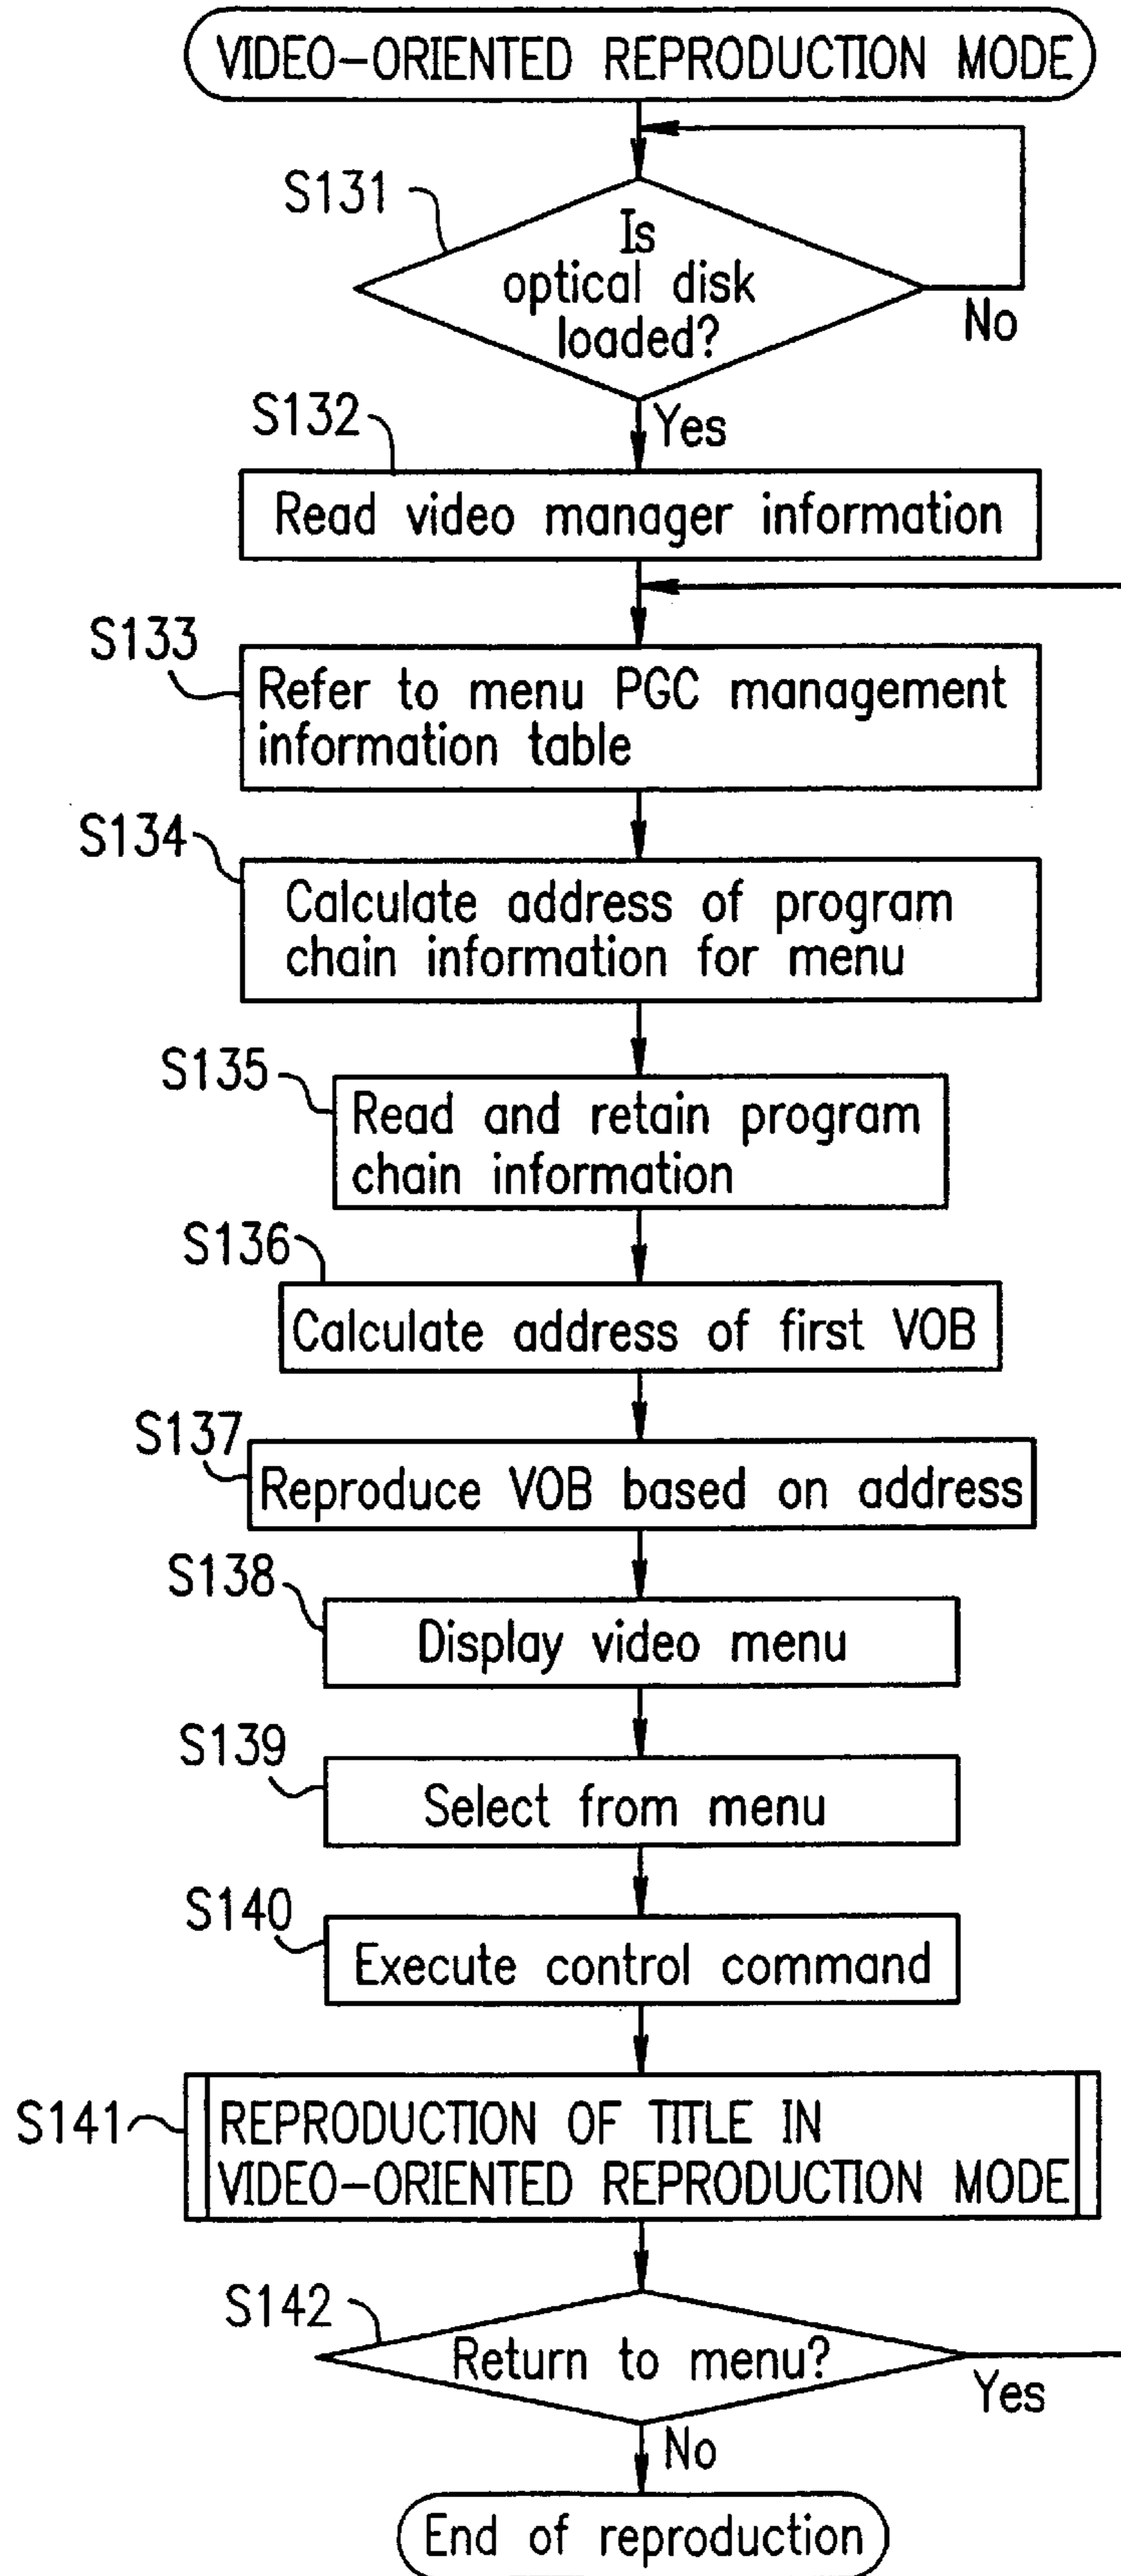 VIDEO-ORIENTED REPRODUCTION MODE
S131
Is
optical disk
loaded?
No
Yes
S132
Read video manager information
S133
Refer to menu PGC management
information table
S134
Calculate address of program
chain information for menu
S135
Read and retain program
chain information
S136
Calculate address of first VOB
S137
Reproduce VOB based on address
S138
Display video menu
S139
Select from menu
S140
Execute control command
S141
REPRODUCTION OF TITLE IN
VIDEO-ORIENTED REPRODUCTION MODE
S142
Return to menu?
Yes
No
End of reproduction